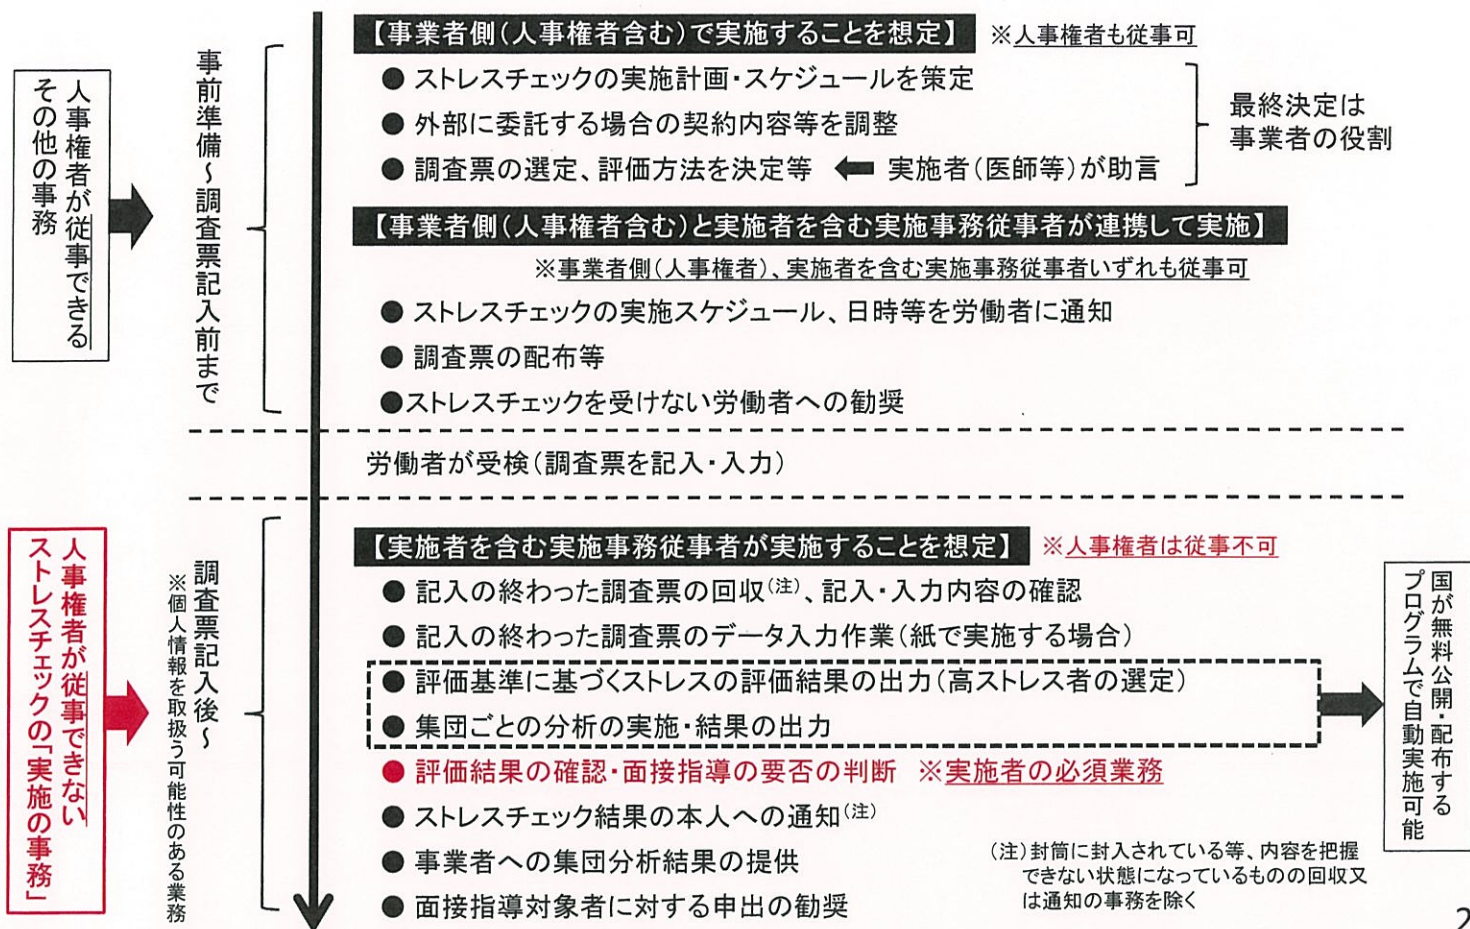 人事権者が従事できる
その他の事務
事前準備~調査票記入前まで
【事業者側(人事権者含む)で実施することを想定】 ※人事権者も従事可
● ストレスチェックの実施計画・スケジュールを策定
● 外部に委託する場合の契約内容等を調整
● 調査票の選定、評価方法を決定等 ← 実施者(医師等)が助言
最終決定は
事業者の役割
【事業者側(人事権者含む)と実施者を含む実施事務従事者が連携して実施】
※事業者側(人事権者)、実施者を含む実施事務従事者いずれも従事可
● ストレスチェックの実施スケジュール、日時等を労働者に通知
● 調査票の配布等
●ストレスチェックを受けない労働者への勧奨
労働者が受検(調査票を記入・入力)
人事権者が従事できない
ストレスチェックの「実施の事務」
調査票記入後~
※個人情報を取扱う可能性のある業務
【実施者を含む実施事務従事者が実施することを想定】 ※人事権者は従事不可
● 記入の終わった調査票の回収(注)、記入・入力内容の確認
● 記入の終わった調査票のデータ入力作業(紙で実施する場合)
● 評価基準に基づくストレスの評価結果の出力(高ストレス者の選定)
● 集団ごとの分析の実施・結果の出力
国が無料公開・配布する
プログラムで自動実施可能
● 評価結果の確認・面接指導の要否の判断 ※実施者の必須業務
● ストレスチェック結果の本人への通知(注)
● 事業者への集団分析結果の提供
● 面接指導対象者に対する申出の勧奨
(注)封筒に封入されている等、内容を把握
できない状態になっているものの回収又
は通知の事務を除く
2